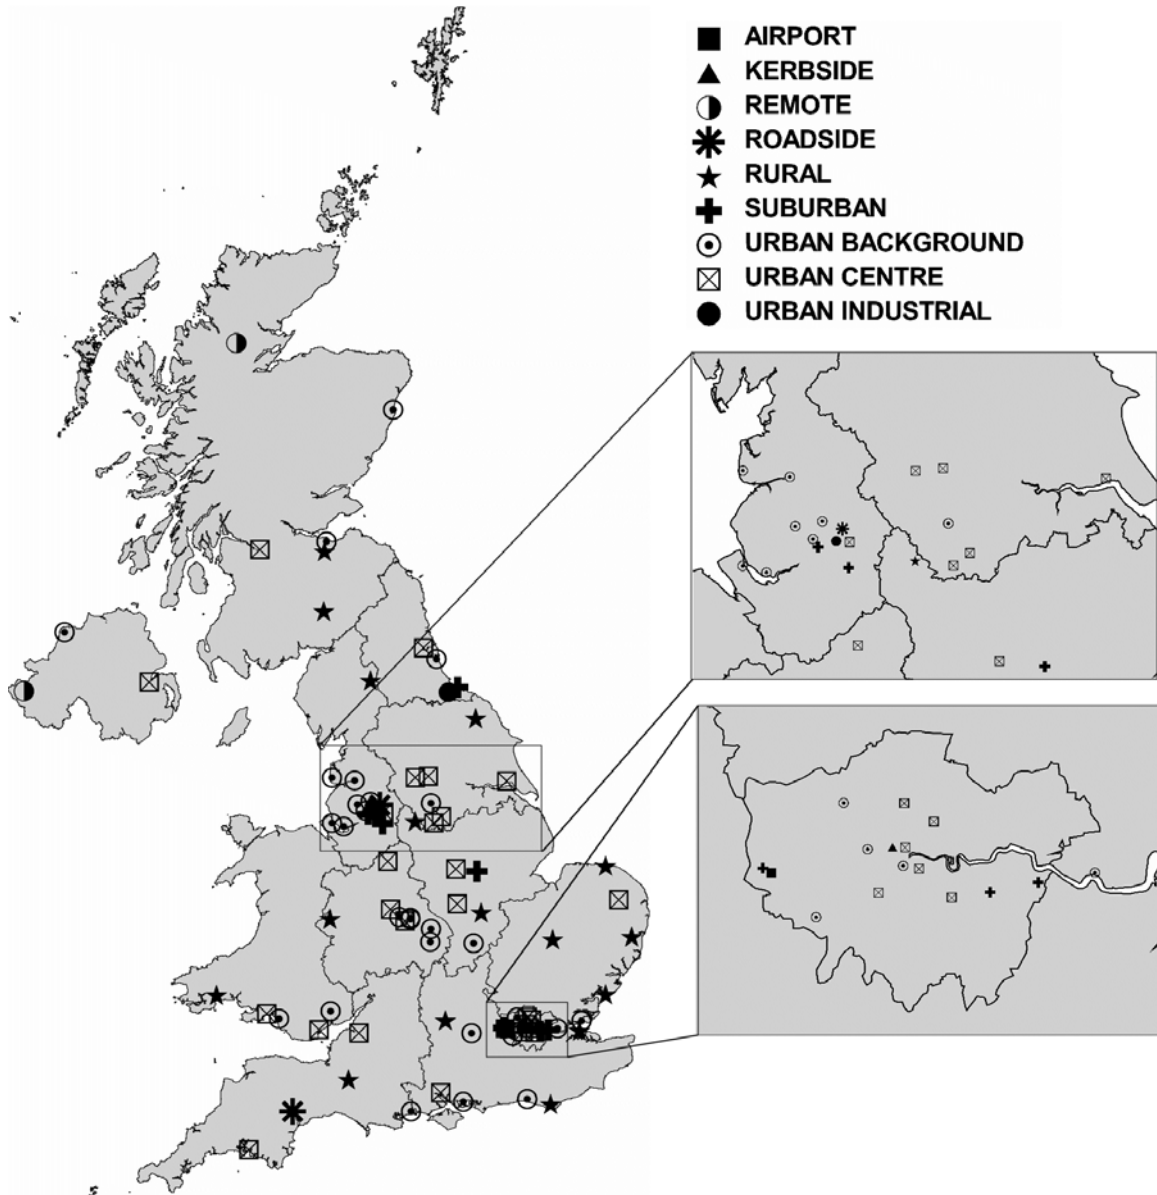 AIRPORT
KERBSIDE
REMOTE
ROADSIDE
RURAL
SUBURBAN
URBAN BACKGROUND
URBAN CENTRE
URBAN INDUSTRIAL